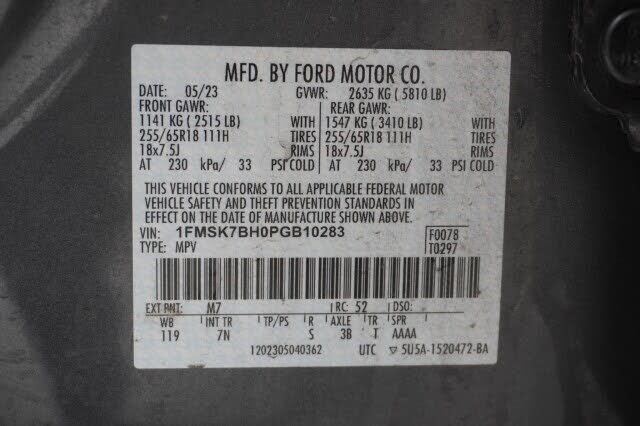 MFD. BY FORD MOTOR CO.
DATE: 05/23 GVWR: 2635 KG ( 5810 LB)
FRONT GAWR: REAR GAWR:
1141 KG ( 2515 LB) WITH 1547 KG ( 3410 LB) WITH
255/65R18 111H TIRES 255/65R18 111H TIRES
18x7.5J RIMS 18x7.5J RIMS
AT 230 kPa/ 33 PSI COLD AT 230 kPa/ 33 PSI COLD
THIS VEHICLE CONFORMS TO ALL APPLICABLE FEDERAL MOTOR
VEHICLE SAFETY AND THEFT PREVENTION STANDARDS IN
EFFECT ON THE DATE OF MANUFACTURE SHOWN ABOVE.
VIN: 1FMSK7BH0PGB10283 F0078
TYPE: MPV T0297
EXT PNT: M7 RC: 52 DSO:
WB INT TR TP/PS R AXLE TR SPR
119 7N S 3B T AAAA
1202305040362 UTC ▽ 5U5A-1520472-BA